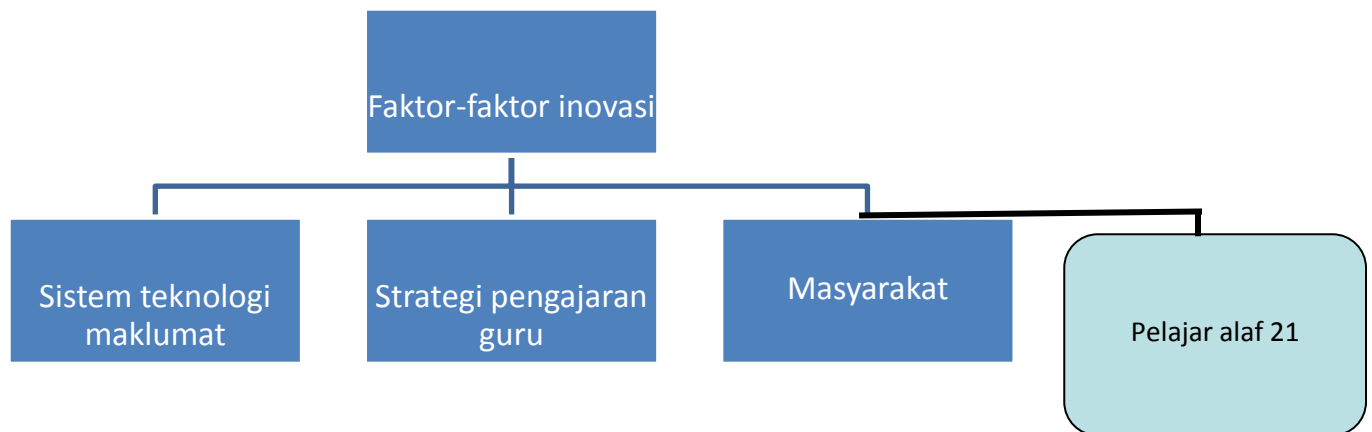 Faktor-faktor inovasi
Sistem teknologi
maklumat
Strategi pengajaran
guru
Masyarakat
Pelajar alaf 21